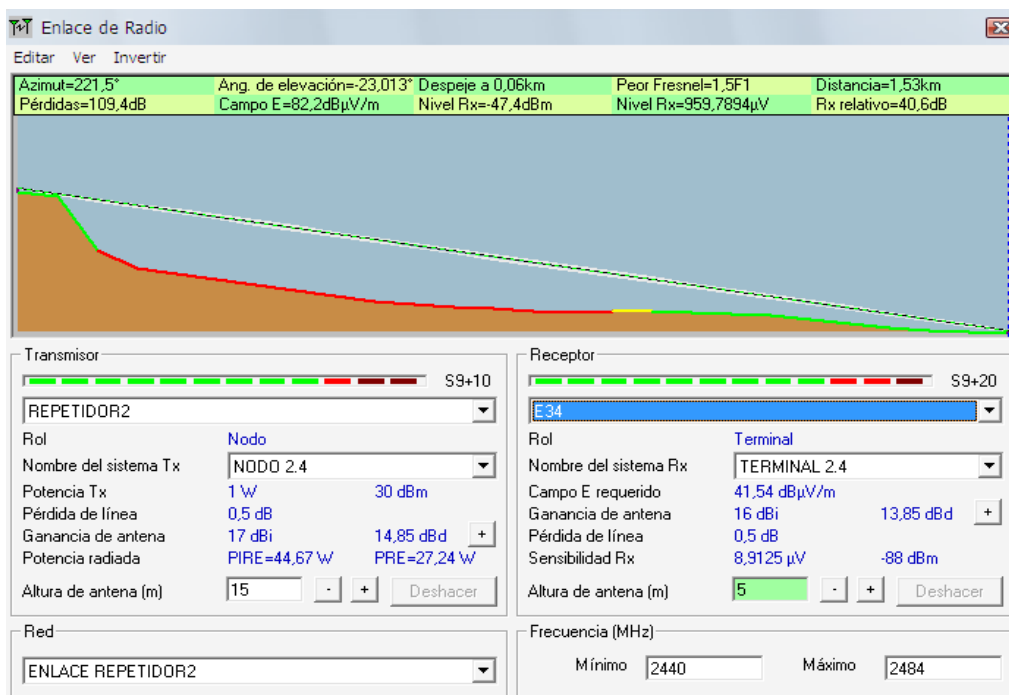 Enlace de Radio
Editar Ver Invertir
Azimut=221,5° Ang. de elevación=-23,013° Despeje a 0,06km Peor Fresnel=1,5F1 Distancia=1,53km
Pérdidas=109,4dB Campo E=82,2dBµV/m Nivel Rx=-47,4dBm Nivel Rx=959,7894µV Rx relativo=40,6dB
Transmisor
S9+10
REPETIDOR2
Rol Nodo
Nombre del sistema Tx NODO 2.4
Potencia Tx 1 W 30 dBm
Pérdida de línea 0,5 dB
Ganancia de antena 17 dBi 14,85 dBd +
Potencia radiada PIRE=44,67 W PRE=27,24 W
Altura de antena (m) 15 - + Deshacer
Red
ENLACE REPETIDOR2
Receptor
S9+20
E34
Rol Terminal
Nombre del sistema Rx TERMINAL 2.4
Campo E requerido 41,54 dBµV/m
Ganancia de antena 16 dBi 13,85 dBd +
Pérdida de línea 0,5 dB
Sensibilidad Rx 8,9125 µV -88 dBm
Altura de antena (m) 5 - + Deshacer
Frecuencia (MHz)
Mínimo 2440 Máximo 2484